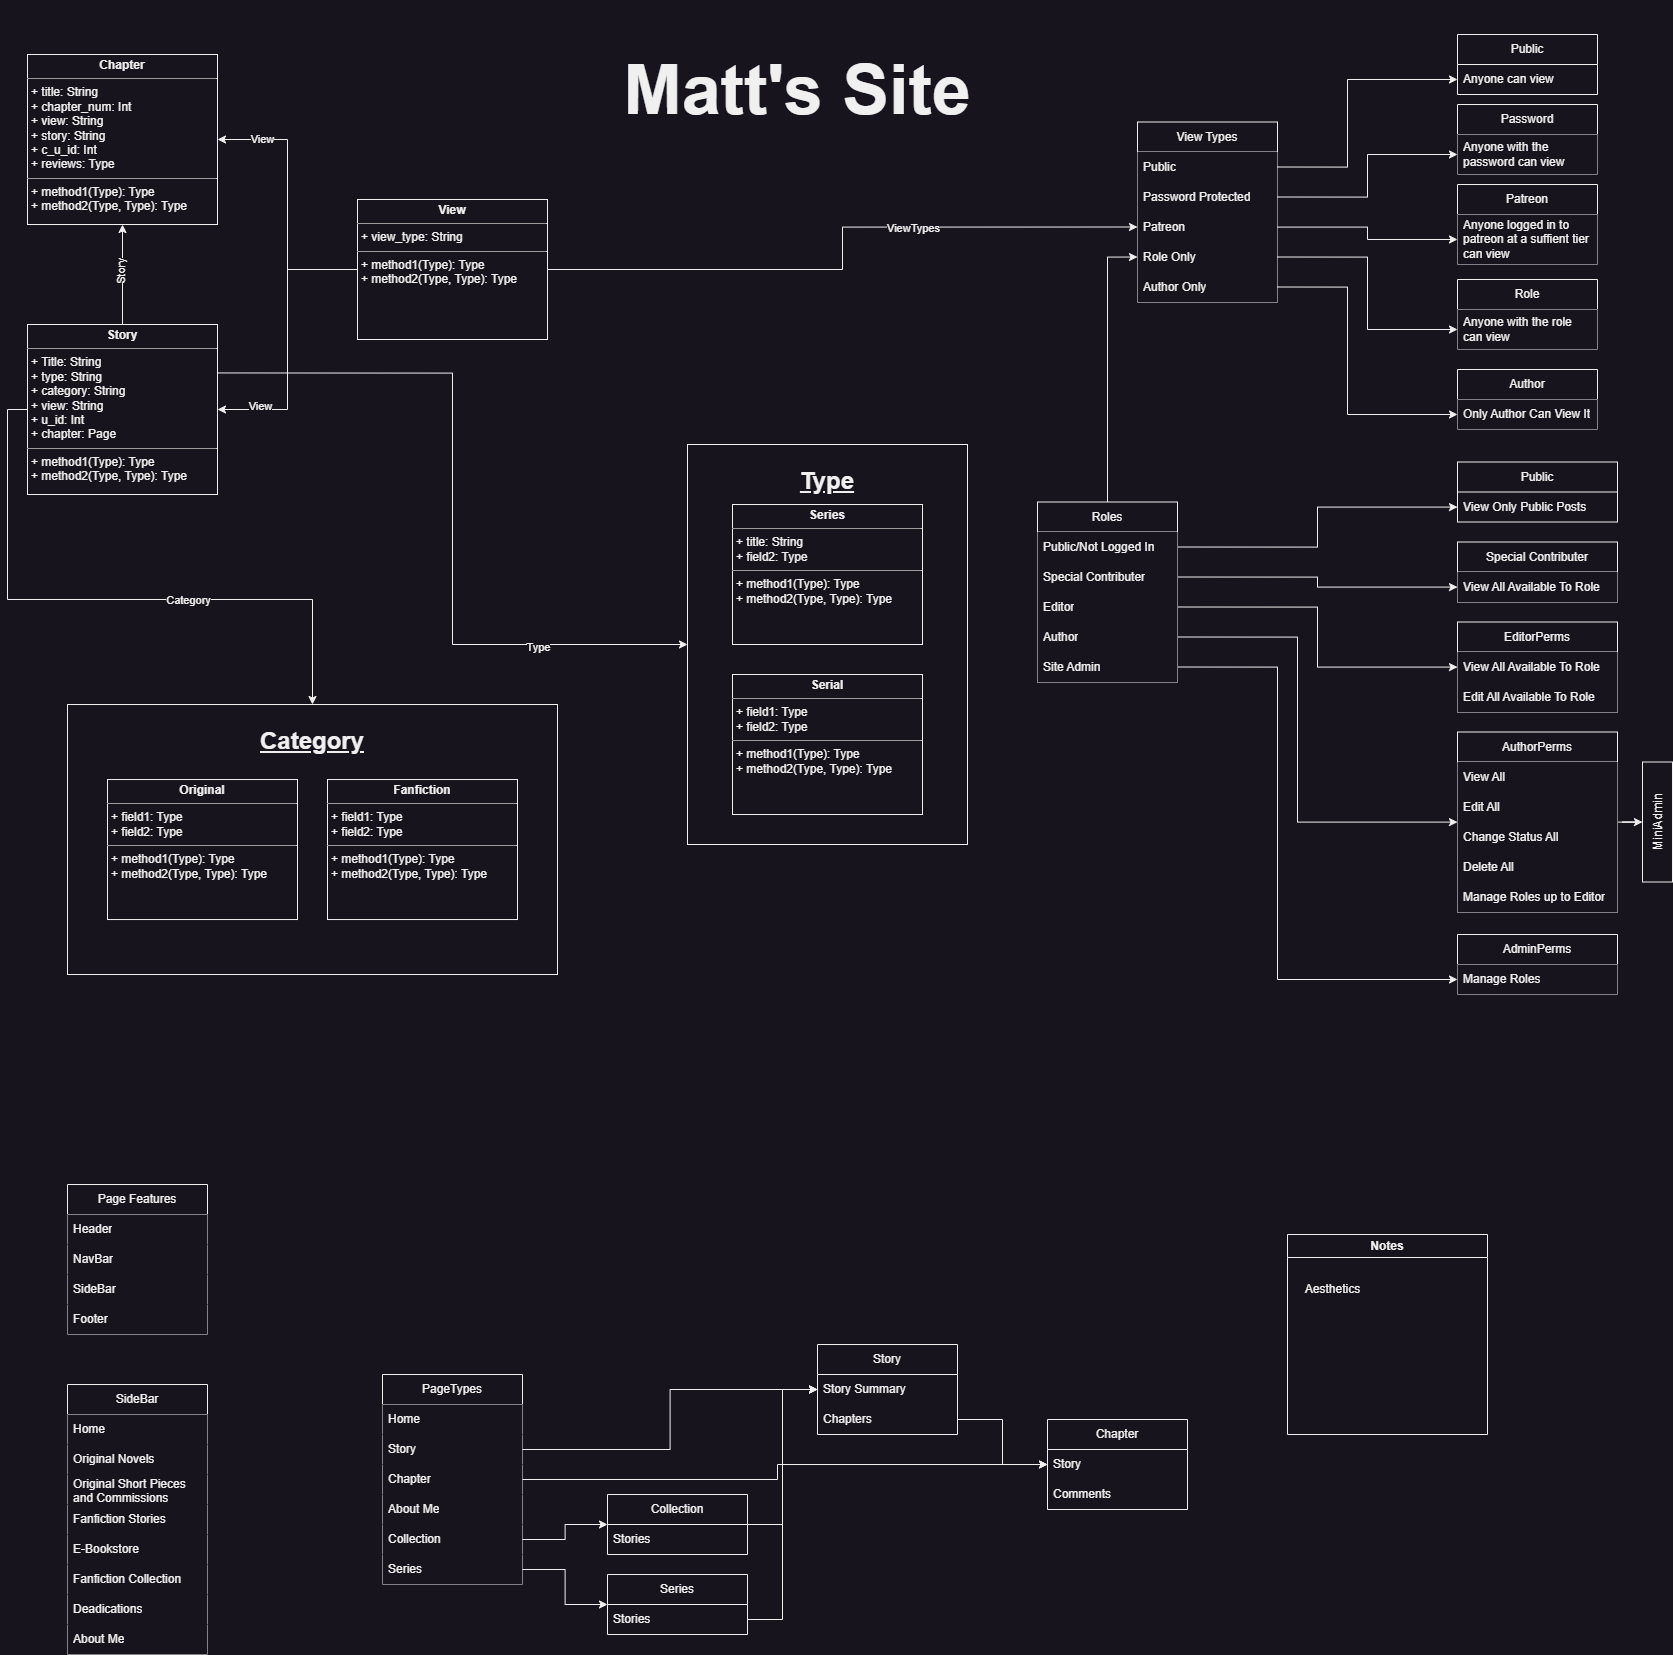 Matt's Site
Chapter
+ title: String
+ chapter_num: Int
+ view: String
+ story: String
+ c_u_id: Int
+ reviews: Type
+ method1(Type): Type
+ method2(Type, Type): Type
View
Story
View
+ view_type: String
+ method1(Type): Type
+ method2(Type, Type): Type
ViewTypes
Story
+ Title: String
+ type: String
+ category: String
+ view: String
+ u_id: Int
+ chapter: Page
+ method1(Type): Type
+ method2(Type, Type): Type
View
Category
Type
Type
Series
+ title: String
+ field2: Type
+ method1(Type): Type
+ method2(Type, Type): Type
Serial
+ field1: Type
+ field2: Type
+ method1(Type): Type
+ method2(Type, Type): Type
Category
Original
+ field1: Type
+ field2: Type
+ method1(Type): Type
+ method2(Type, Type): Type
Fanfiction
+ field1: Type
+ field2: Type
+ method1(Type): Type
+ method2(Type, Type): Type
View Types
Public
Password Protected
Patreon
Role Only
Author Only
Public
Anyone can view
Password
Anyone with the
password can view
Patreon
Anyone logged in to
patreon at a suffient tier
can view
Role
Anyone with the role
can view
Author
Only Author Can View It
Roles
Public/Not Logged In
Special Contributer
Editor
Author
Site Admin
Public
View Only Public Posts
Special Contributer
View All Available To Role
EditorPerms
View All Available To Role
Edit All Available To Role
AuthorPerms
View All
Edit All
Change Status All
Delete All
Manage Roles up to Editor
MiniAdmin
AdminPerms
Manage Roles
Page Features
Header
NavBar
SideBar
Footer
SideBar
Home
Original Novels
Original Short Pieces
and Commissions
Fanfiction Stories
E-Bookstore
Fanfiction Collection
Deadications
About Me
PageTypes
Home
Story
Chapter
About Me
Collection
Series
Collection
Stories
Series
Stories
Story
Story Summary
Chapters
Chapter
Story
Comments
Notes
Aesthetics